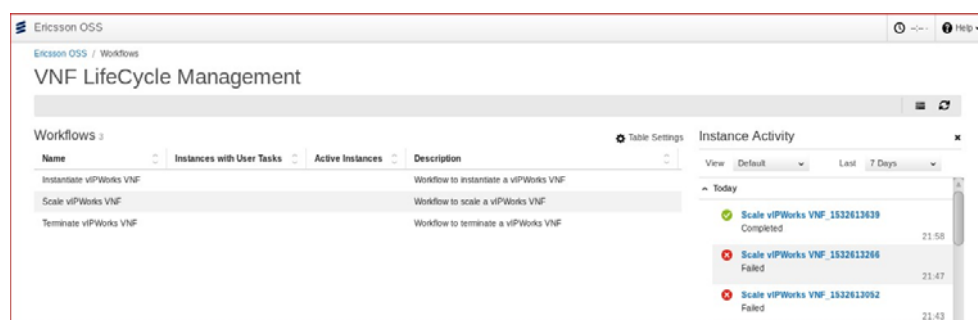 Ericsson OSS
--:-- Help
Ericsson OSS / Workflows
VNF LifeCycle Management
Workflows 3
Table Settings
Name Instances with User Tasks Active Instances Description
Instantiate vIPWorks VNF Workflow to instantiate a vIPWorks VNF
Scale vIPWorks VNF Workflow to scale a vIPWorks VNF
Terminate vIPWorks VNF Workflow to terminate a vIPWorks VNF
Instance Activity
View Default Last 7 Days
Today
Scale vIPWorks VNF_1532613639
Completed
21:58
Scale vIPWorks VNF_1532613266
Failed
21:47
Scale vIPWorks VNF_1532613052
Failed
21:43